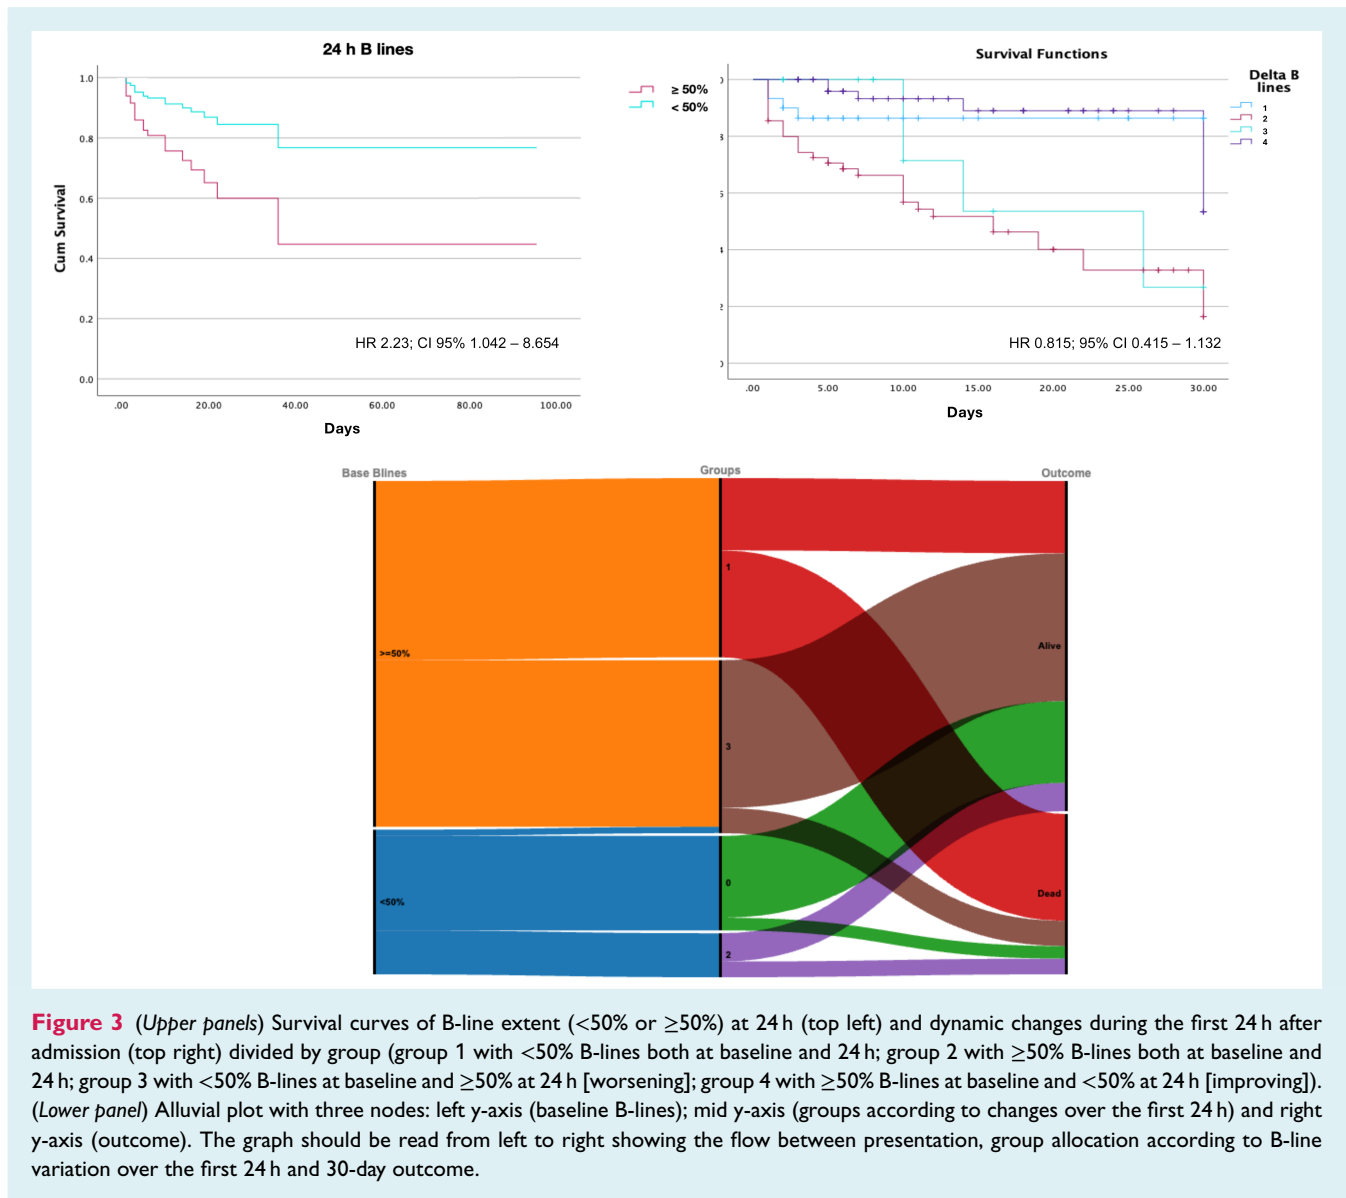 24 h B lines
1.0
0.8
0.6
0.4
0.2
0.0
Cum Survival
≥ 50%
< 50%
HR 2.23; CI 95% 1.042 – 8.654
.00 20.00 40.00 60.00 80.00 100.00
Days
Survival Functions
Delta B
lines
1
2
3
4
HR 0.815; 95% CI 0.415 – 1.132
.00 5.00 10.00 15.00 20.00 25.00 30.00
Days
Base Blines Groups Outcome
>=50%
<50%
1
3
0
2
Alive
Dead
Figure 3 (Upper panels) Survival curves of B-line extent (<50% or ≥50%) at 24 h (top left) and dynamic changes during the first 24 h after
admission (top right) divided by group (group 1 with <50% B-lines both at baseline and 24 h; group 2 with ≥50% B-lines both at baseline and
24 h; group 3 with <50% B-lines at baseline and ≥50% at 24 h [worsening]; group 4 with ≥50% B-lines at baseline and <50% at 24 h [improving]).
(Lower panel) Alluvial plot with three nodes: left y-axis (baseline B-lines); mid y-axis (groups according to changes over the first 24 h) and right
y-axis (outcome). The graph should be read from left to right showing the flow between presentation, group allocation according to B-line
variation over the first 24 h and 30-day outcome.